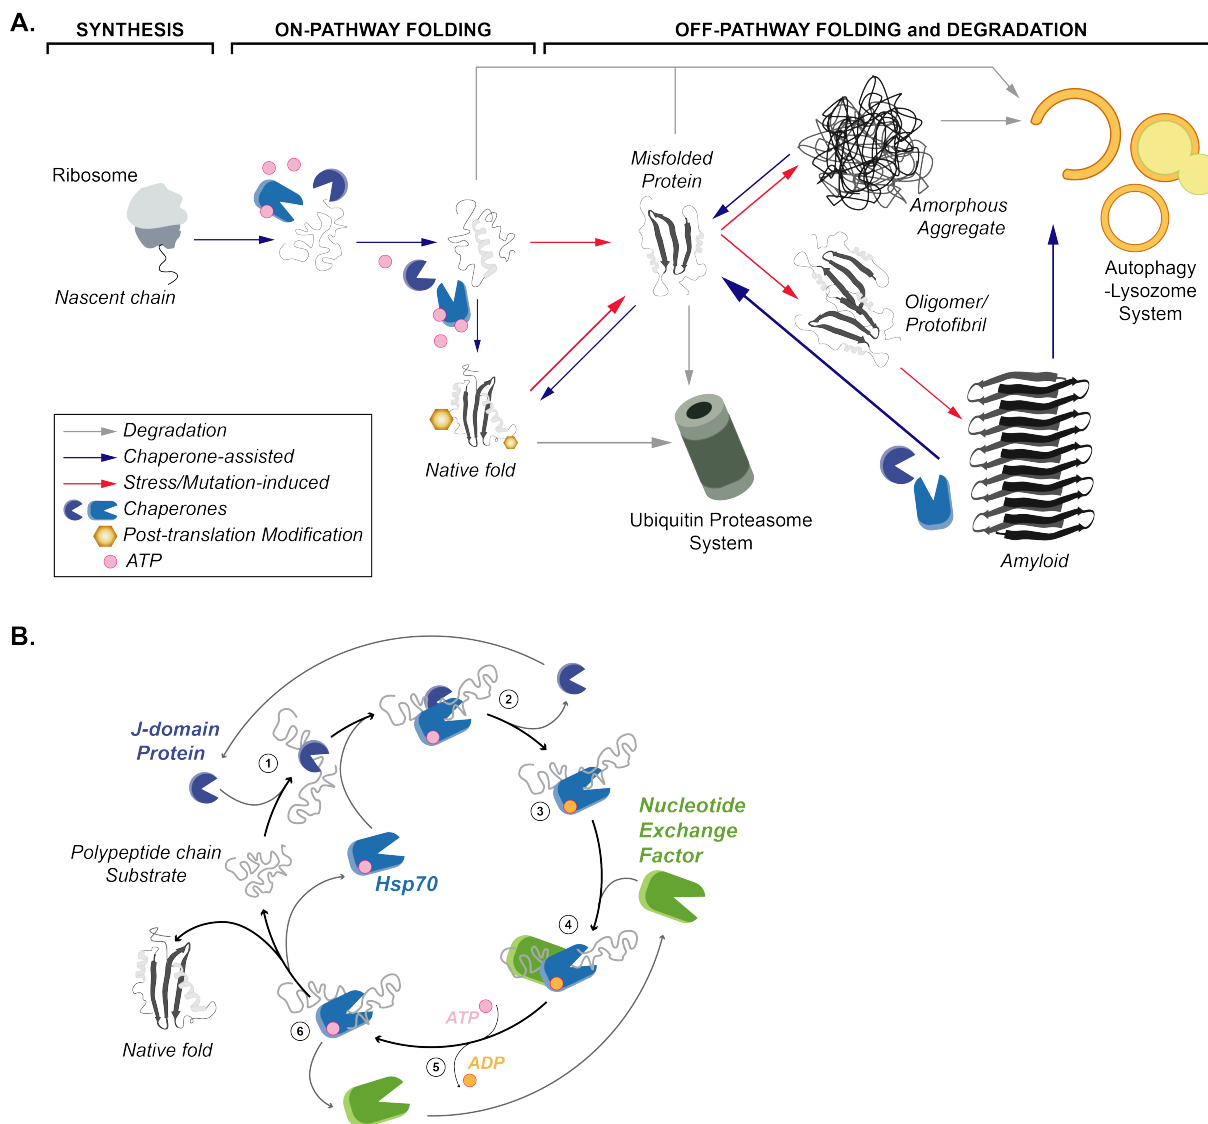 A.
SYNTHESIS
ON-PATHWAY FOLDING
OFF-PATHWAY FOLDING and DEGRADATION
Ribosome
Nascent chain
Misfolded
Protein
Amorphous
Aggregate
Oligomer/
Protofibril
Autophagy
-Lysozome
System
Native fold
Ubiquitin Proteasome
System
Amyloid
Degradation
Chaperone-assisted
Stress/Mutation-induced
Chaperones
Post-translation Modification
ATP
B.
J-domain
Protein
1
2
3
Nucleotide
Exchange
Factor
Polypeptide chain
Substrate
Hsp70
4
ATP
5
ADP
6
Native fold